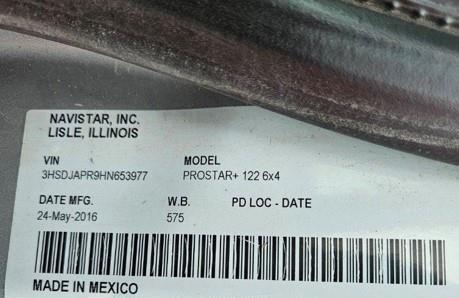 NAVISTAR, INC.
LISLE, ILLINOIS
VIN MODEL
3HSDJAPR9HN653977 PROSTAR+ 122 6x4
DATE MFG. W.B. PD LOC - DATE
24-May-2016 575
MADE IN MEXICO